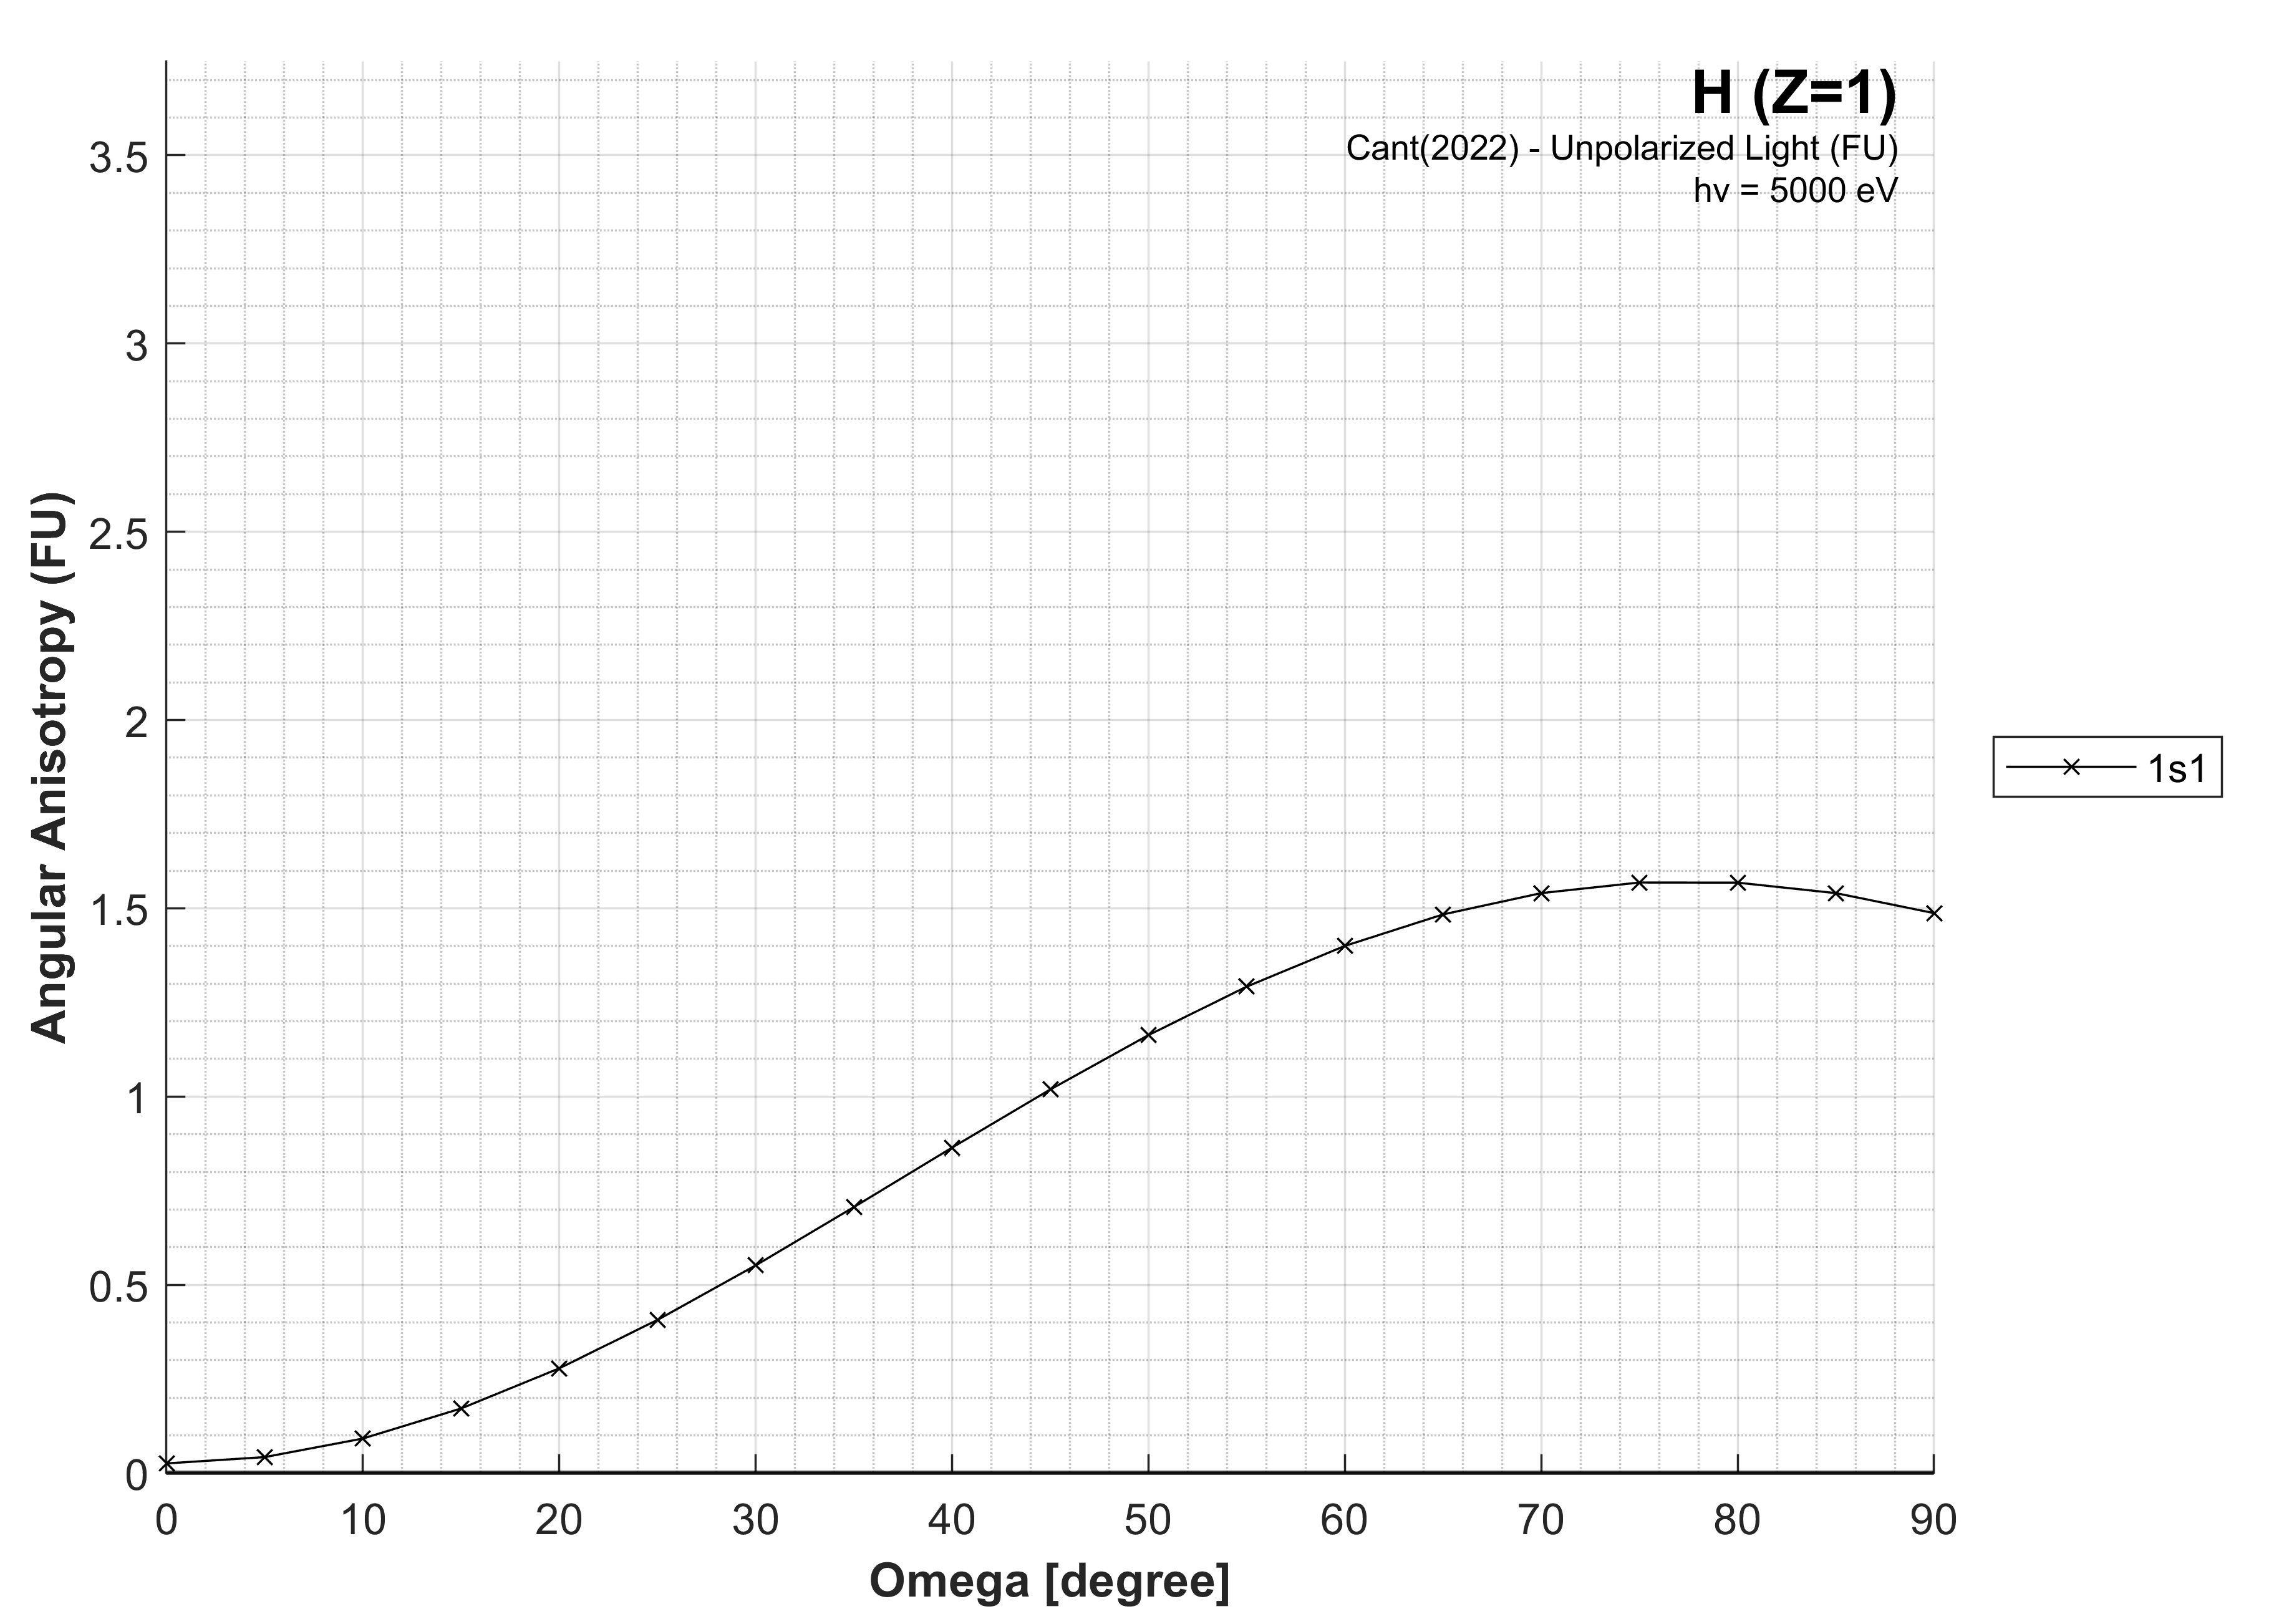 H (Z=1)
Cant(2022) - Unpolarized Light (FU)
hv = 5000 eV
Angular Anisotropy (FU)
3.5
3
2.5
2
1.5
1
0.5
0
0 10 20 30 40 50 60 70 80 90
Omega [degree]
1s1